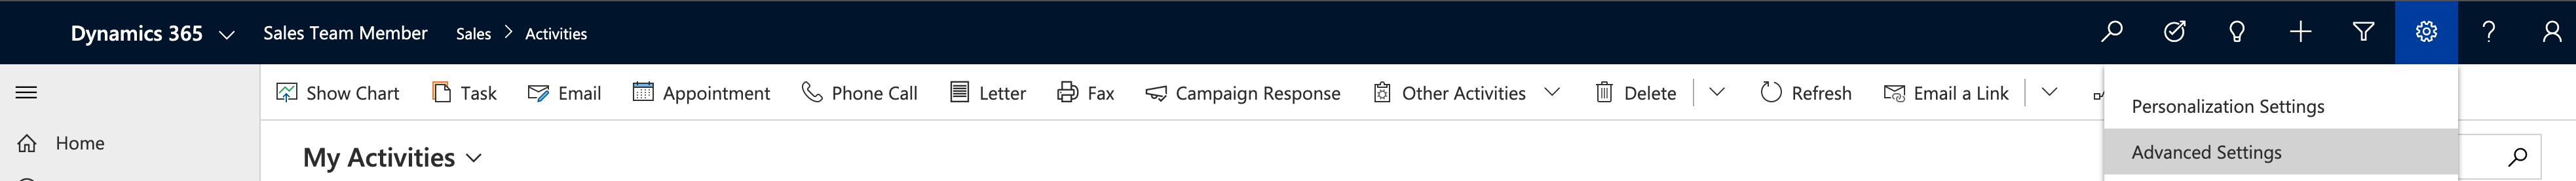 Dynamics 365 Sales Team Member Sales > Activities ?
Show Chart Task Email Appointment Phone Call Letter Fax Campaign Response Other Activities Delete Refresh Email a Link
Personalization Settings
Home
My Activities
Advanced Settings